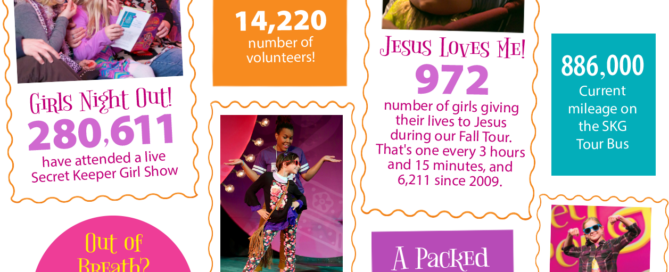 Girls Night Out!
280,611
have attended a live
Secret Keeper Girl Show
Out of
Breath?
14,220
number of
volunteers!
Jesus Loves Me!
972
number of girls giving
their lives to Jesus
during our Fall Tour.
That's one every 3 hours
and 15 minutes, and
6,211 since 2009.
A Packed
886,000
Current
mileage on
the SKG
Tour Bus